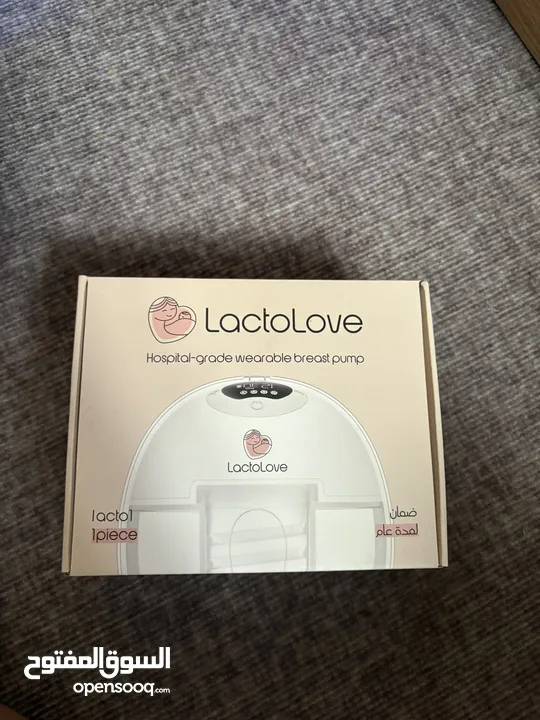 LactoLove
Hospital-grade wearable breast pump
LactoLove
lacto1
1piece
ضمان
لمدة عام
السوق المفتوح
opensooq.com